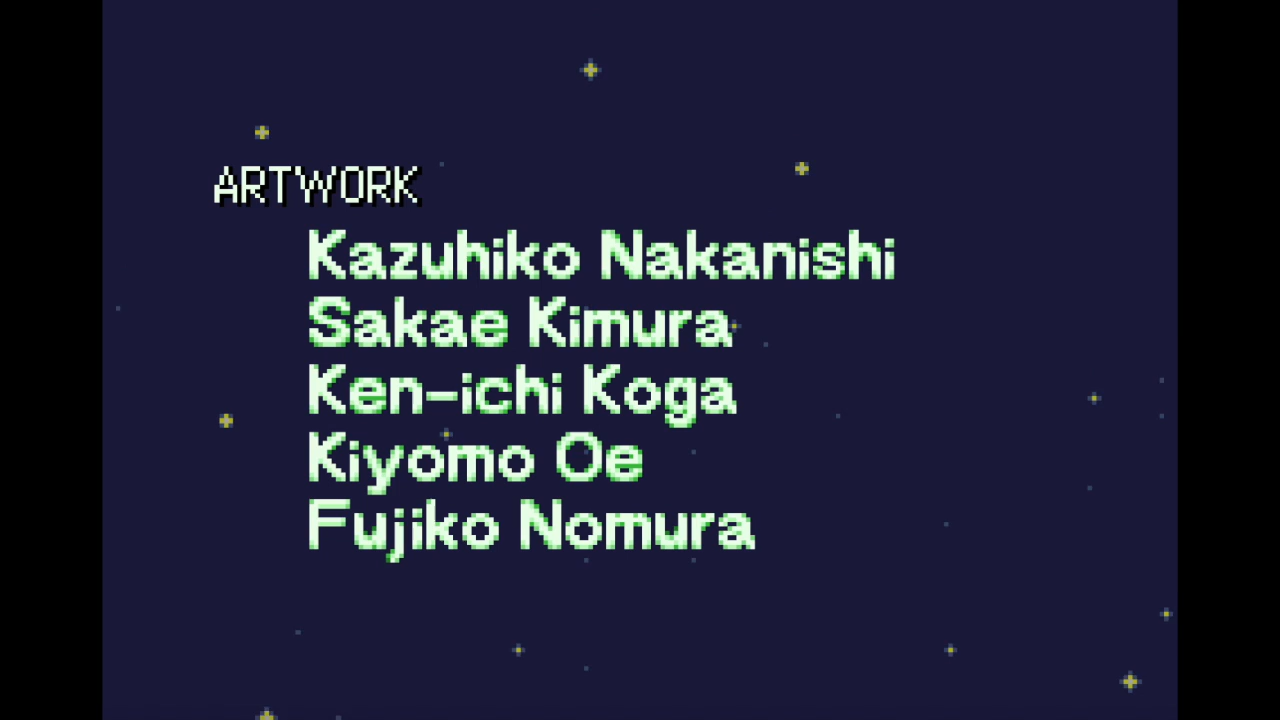 ARTWORK
Kazuhiko Nakanishi
Sakae Kimura
Ken-ichi Koga
Kiyomo Oe
Fujiko Nomura